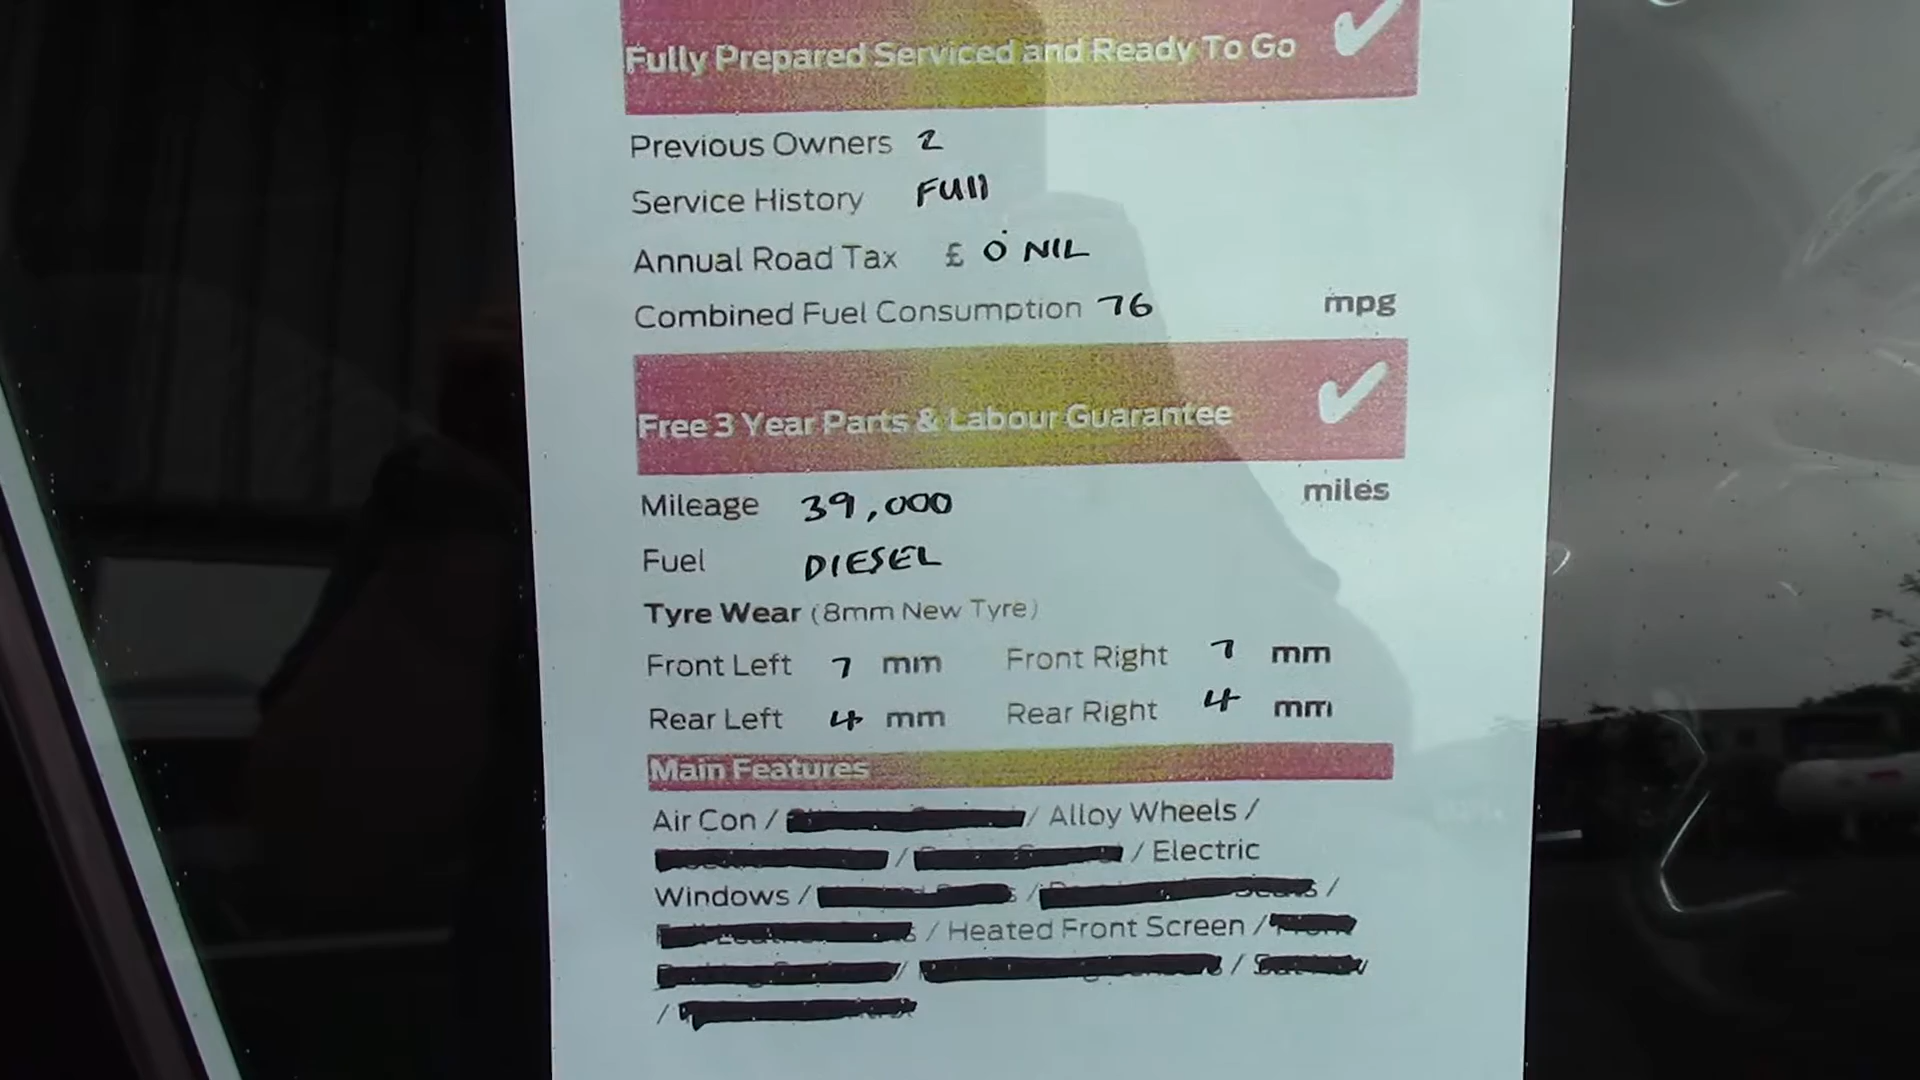 Fully Prepared Serviced and Ready To Go
Previous Owners 2
Service History Full
Annual Road Tax £ 0 NIL
Combined Fuel Consumption 76 mpg
Free 3 Year Parts & Labour Guarantee
Mileage 39,000 miles
Fuel DIESEL
Tyre Wear (8mm New Tyre)
Front Left 7 mm Front Right 7 mm
Rear Left 4 mm Rear Right 4 mm
Main Features
Air Con / / Alloy Wheels /
/ / Electric
Windows / / /
/ Heated Front Screen /
/ /
/